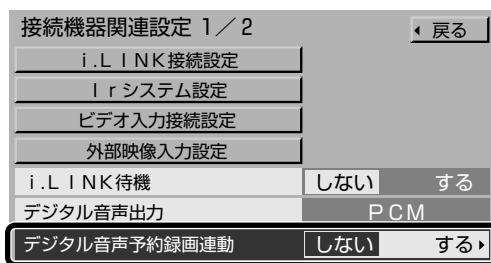 接続機器関連設定 1／2
◂ 戻る
ｉ.ＬＩＮＫ接続設定
Ｉｒシステム設定
ビデオ入力接続設定
外部映像入力設定
ｉ.ＬＩＮＫ待機 しない する
デジタル音声出力 ＰＣＭ
デジタル音声予約録画連動 しない する▸